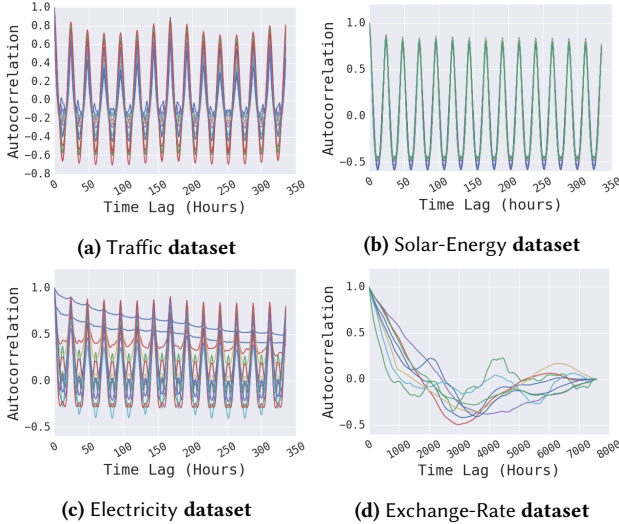 1.0
0.8
0.6
0.4
0.2
0.0
−0.2
−0.4
−0.6
−0.8
Autocorrelation
0 50 100 150 200 250 300 350
Time Lag (Hours)
(a) Traffic dataset
1.0
0.5
0.0
−0.5
Autocorrelation
0 50 100 150 200 250 300 350
Time Lag (hours)
(b) Solar-Energy dataset
1.0
0.5
0.0
−0.5
Autocorrelation
0 50 100 150 200 250 300 350
Time Lag (Hours)
(c) Electricity dataset
1.0
0.5
0.0
−0.5
Autocorrelation
0 1000 2000 3000 4000 5000 6000 7000 8000
Time Lag (Hours)
(d) Exchange-Rate dataset